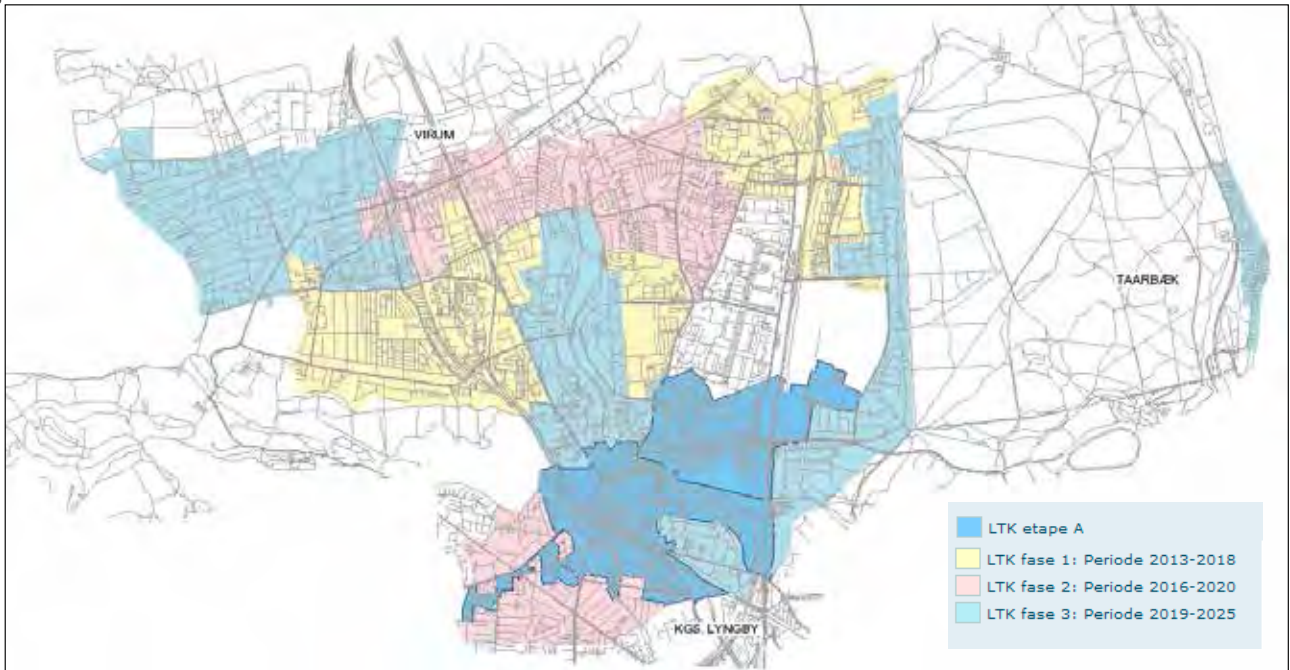 VIRUM
TAARBÆK
LTK etape A
LTK fase 1: Periode 2013-2018
LTK fase 2: Periode 2016-2020
LTK fase 3: Periode 2019-2025
KGS. LYNGBY